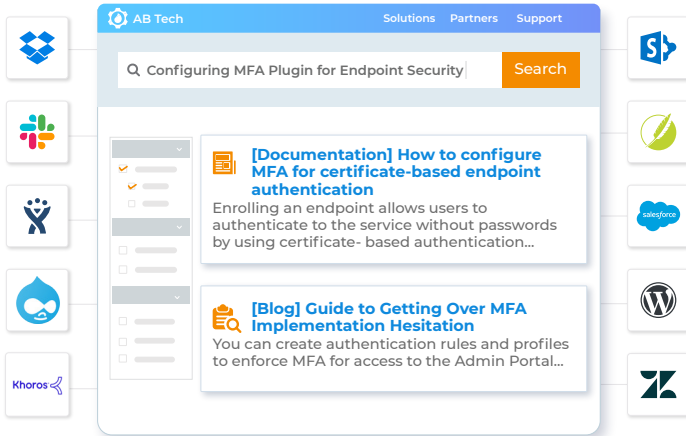 AB Tech
Solutions Partners Support
Configuring MFA Plugin for Endpoint Security
Search
[Documentation] How to configure
MFA for certificate-based endpoint
authentication
Enrolling an endpoint allows users to
authenticate to the service without passwords
by using certificate- based authentication...
[Blog] Guide to Getting Over MFA
Implementation Hesitation
You can create authentication rules and profiles
to enforce MFA for access to the Admin Portal...
Khoros
salesforce